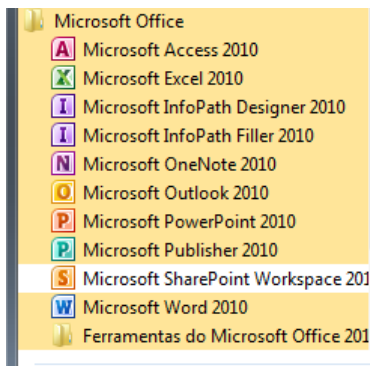 Microsoft Office
Microsoft Access 2010
Microsoft Excel 2010
Microsoft InfoPath Designer 2010
Microsoft InfoPath Filler 2010
Microsoft OneNote 2010
Microsoft Outlook 2010
Microsoft PowerPoint 2010
Microsoft Publisher 2010
Microsoft SharePoint Workspace 201
Microsoft Word 2010
Ferramentas do Microsoft Office 201